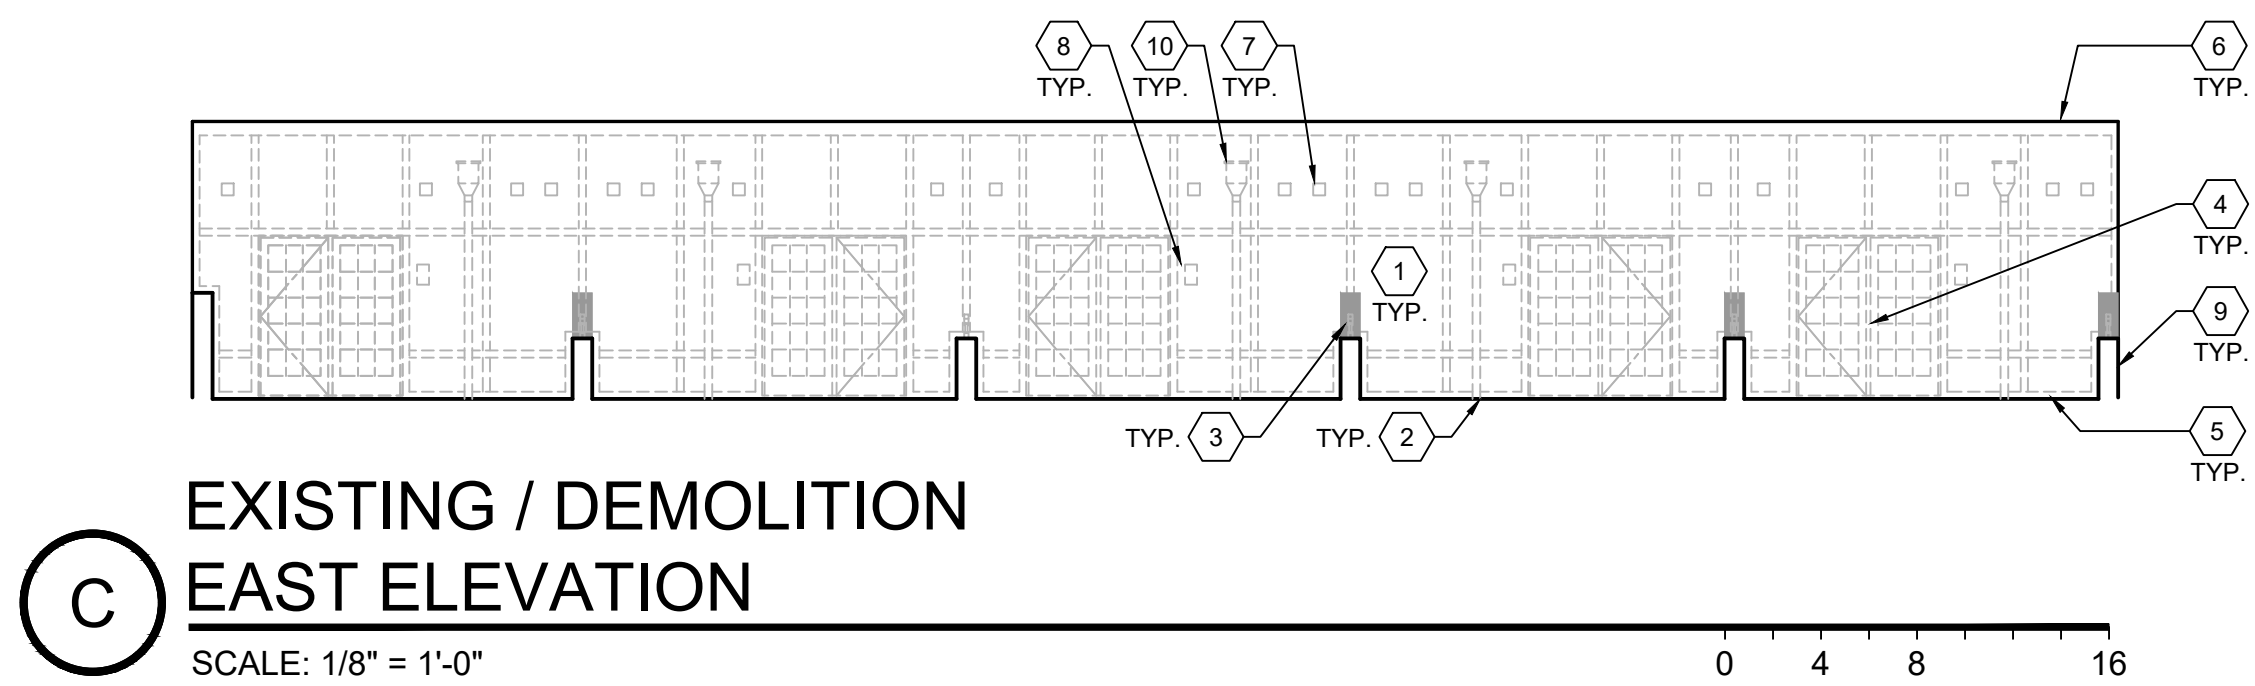 8
TYP.
10
TYP.
7
TYP.
6
TYP.
4
TYP.
1
TYP.
9
TYP.
TYP. 3
TYP. 2
5
TYP.
EXISTING / DEMOLITION
EAST ELEVATION
C
SCALE: 1/8" = 1'-0"
0 4 8 16